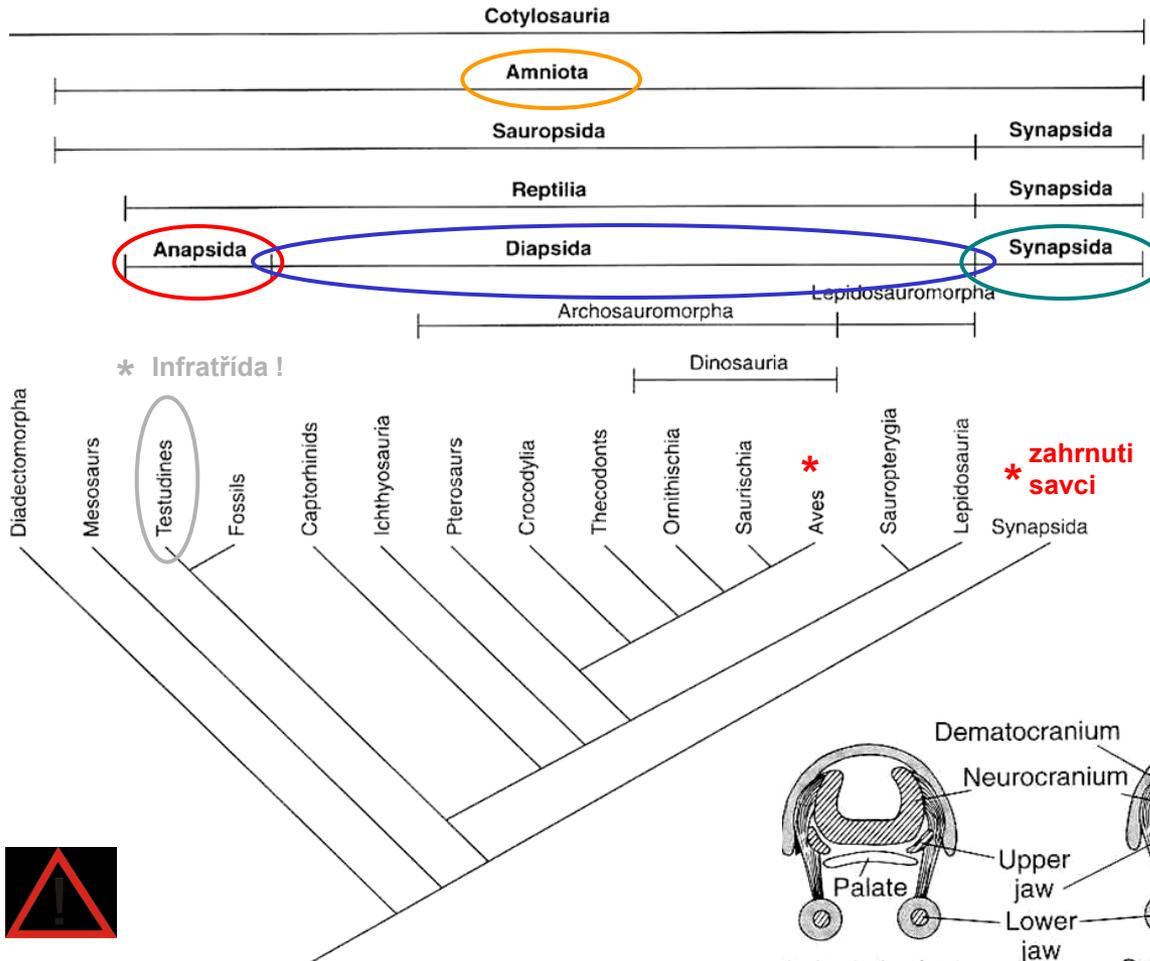 Cotylosauria
Amniota
Sauropsida
Synapsida
Reptilia
Synapsida
Anapsida
Diapsida
Synapsida
Lepidosauromorpha
Archosauromorpha
Dinosauria
* Infratřída !
Diadectomorpha
Mesosaurs
Testudines
Fossils
Captorhinids
Ichthyosauria
Pterosaurs
Crocodylia
Thecodonts
Ornithischia
Saurischia
Aves
*
Sauropterygia
Lepidosauria
* zahrnuti
savci
Synapsida
Dematocranium
Neurocranium
Upper
jaw
Palate
Lower
jaw
!